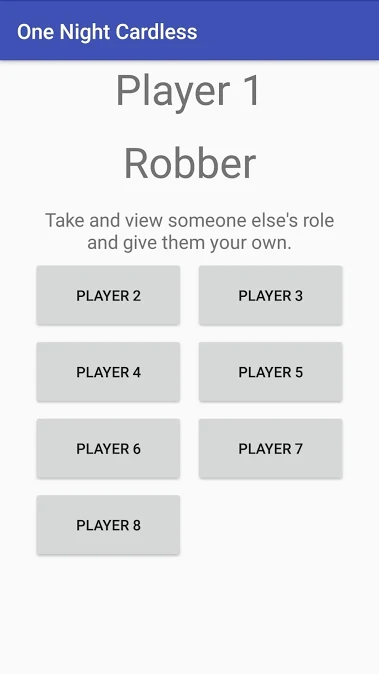 One Night Cardless
Player 1
Robber
Take and view someone else's role
and give them your own.
PLAYER 2
PLAYER 3
PLAYER 4
PLAYER 5
PLAYER 6
PLAYER 7
PLAYER 8